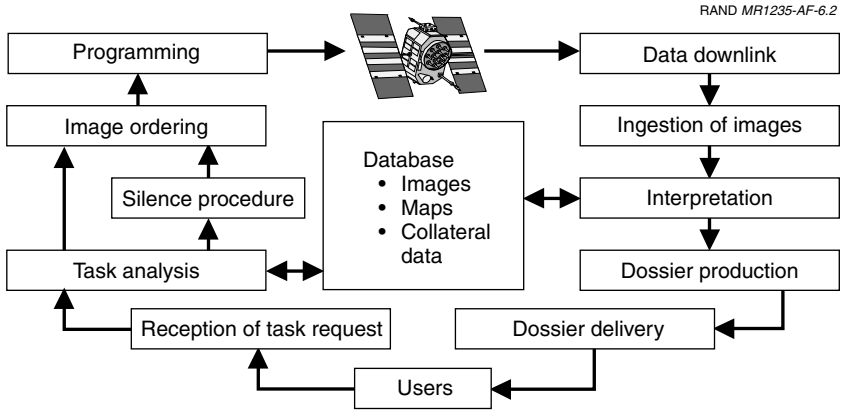 RAND MR1235-AF-6.2
Programming
Data downlink
Image ordering
Ingestion of images
Database
• Images
• Maps
• Collateral
data
Silence procedure
Interpretation
Task analysis
Dossier production
Reception of task request
Dossier delivery
Users